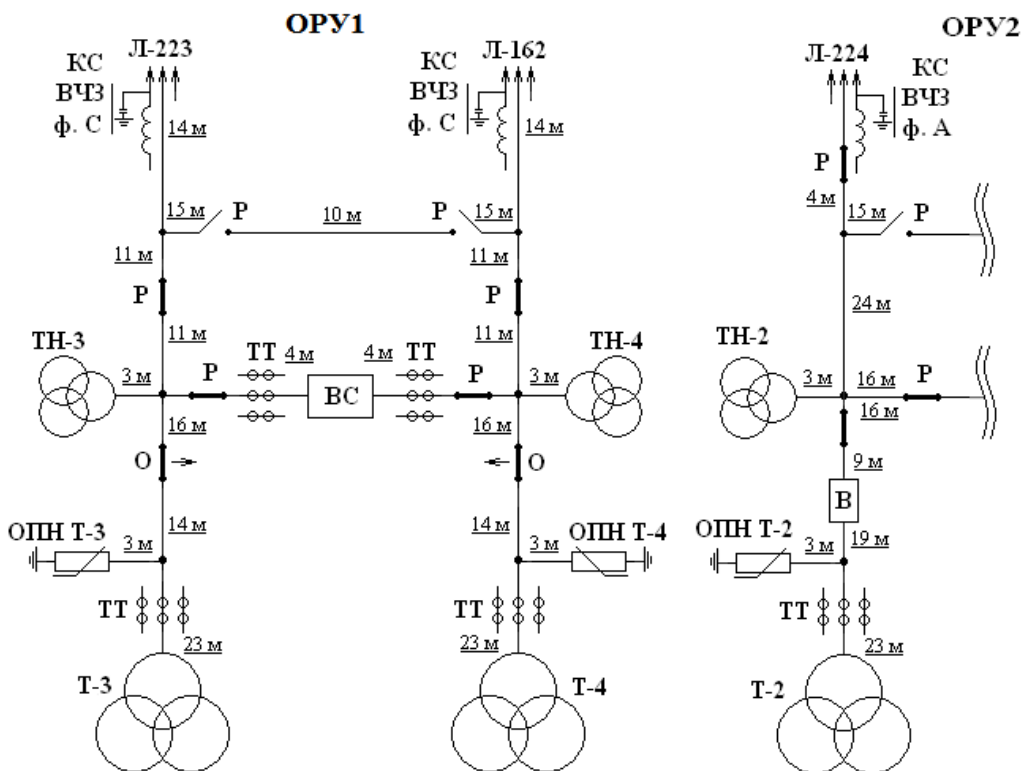 ОРУ1
ОРУ2
Л-223
Л-162
Л-224
КС
ВЧЗ
ф. С
КС
ВЧЗ
ф. С
КС
ВЧЗ
ф. А
14 м
14 м
Р
4 м
15 м
Р
10 м
Р
15 м
15 м
Р
11 м
11 м
Р
Р
24 м
11 м
11 м
ТН-3
ТТ
4 м
4 м
ТТ
ТН-4
ТН-2
3 м
Р
ВС
Р
3 м
3 м
16 м
Р
16 м
16 м
16 м
О
О
9 м
В
ОПН Т-3
14 м
14 м
ОПН Т-4
ОПН Т-2
19 м
3 м
3 м
3 м
ТТ
ТТ
ТТ
23 м
23 м
23 м
Т-3
Т-4
Т-2